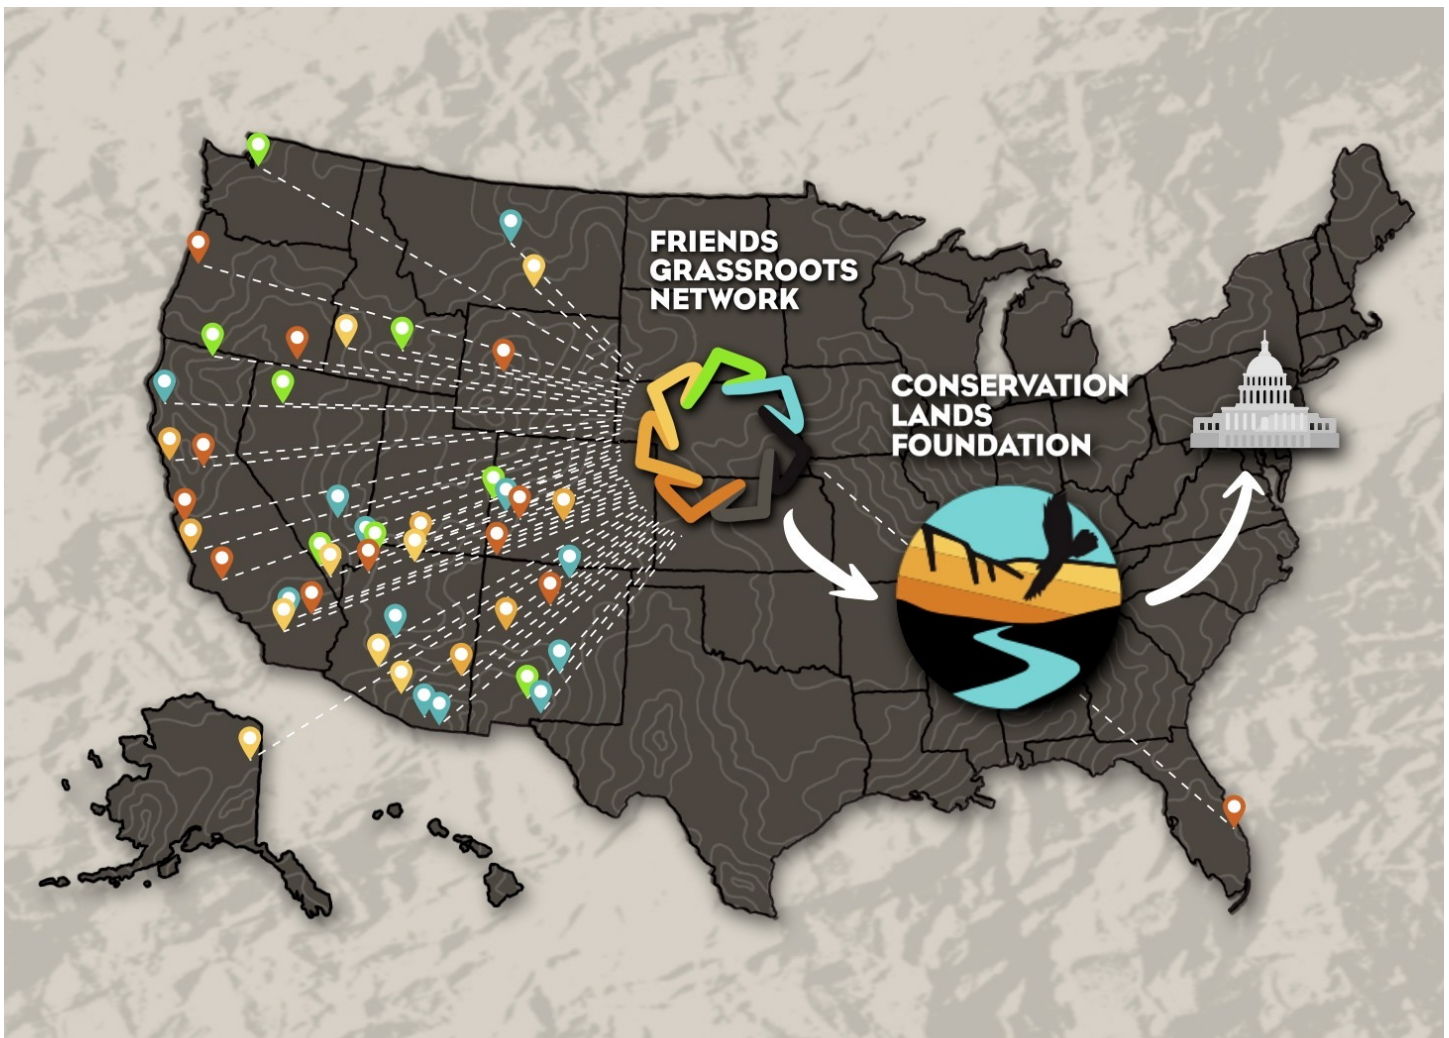 FRIENDS
GRASSROOTS
NETWORK
CONSERVATION
LANDS
FOUNDATION